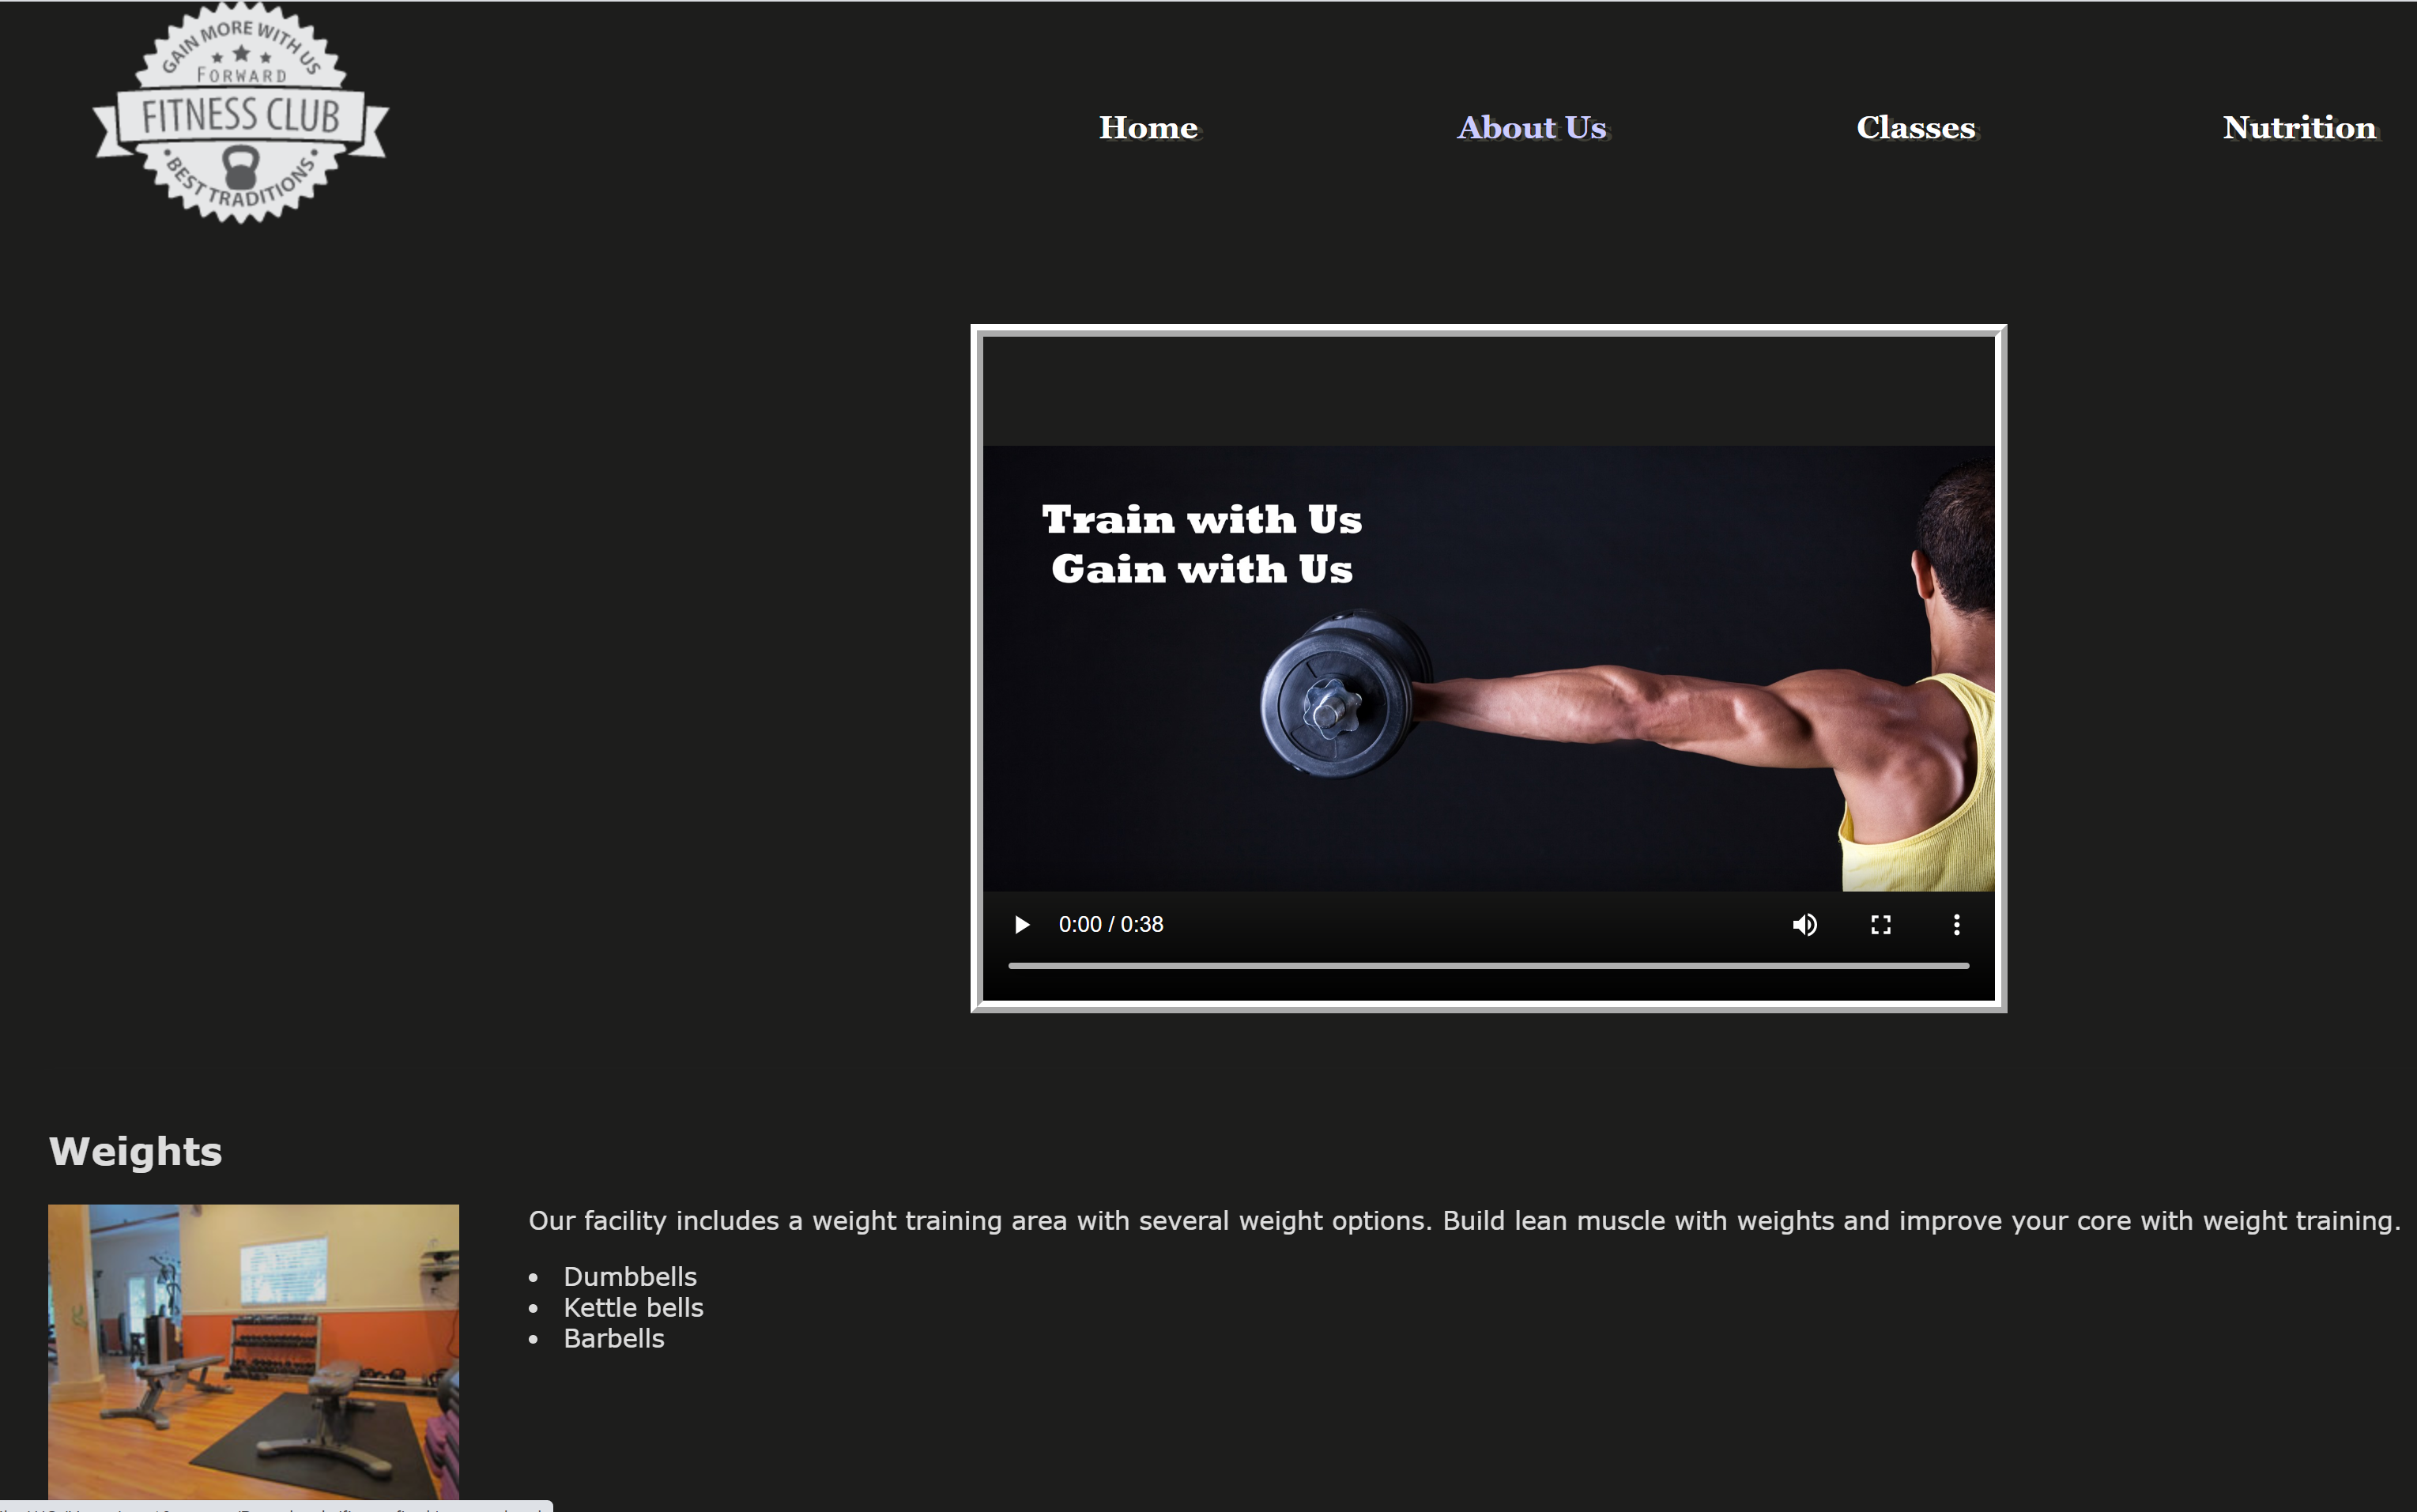 GAIN MORE WITH US
FORWARD
FITNESS CLUB
BEST TRADITIONS
Home About Us Classes Nutrition
Train with Us
Gain with Us
0:00 / 0:38
Weights
Our facility includes a weight training area with several weight options. Build lean muscle with weights and improve your core with weight training.
• Dumbbells
• Kettle bells
• Barbells